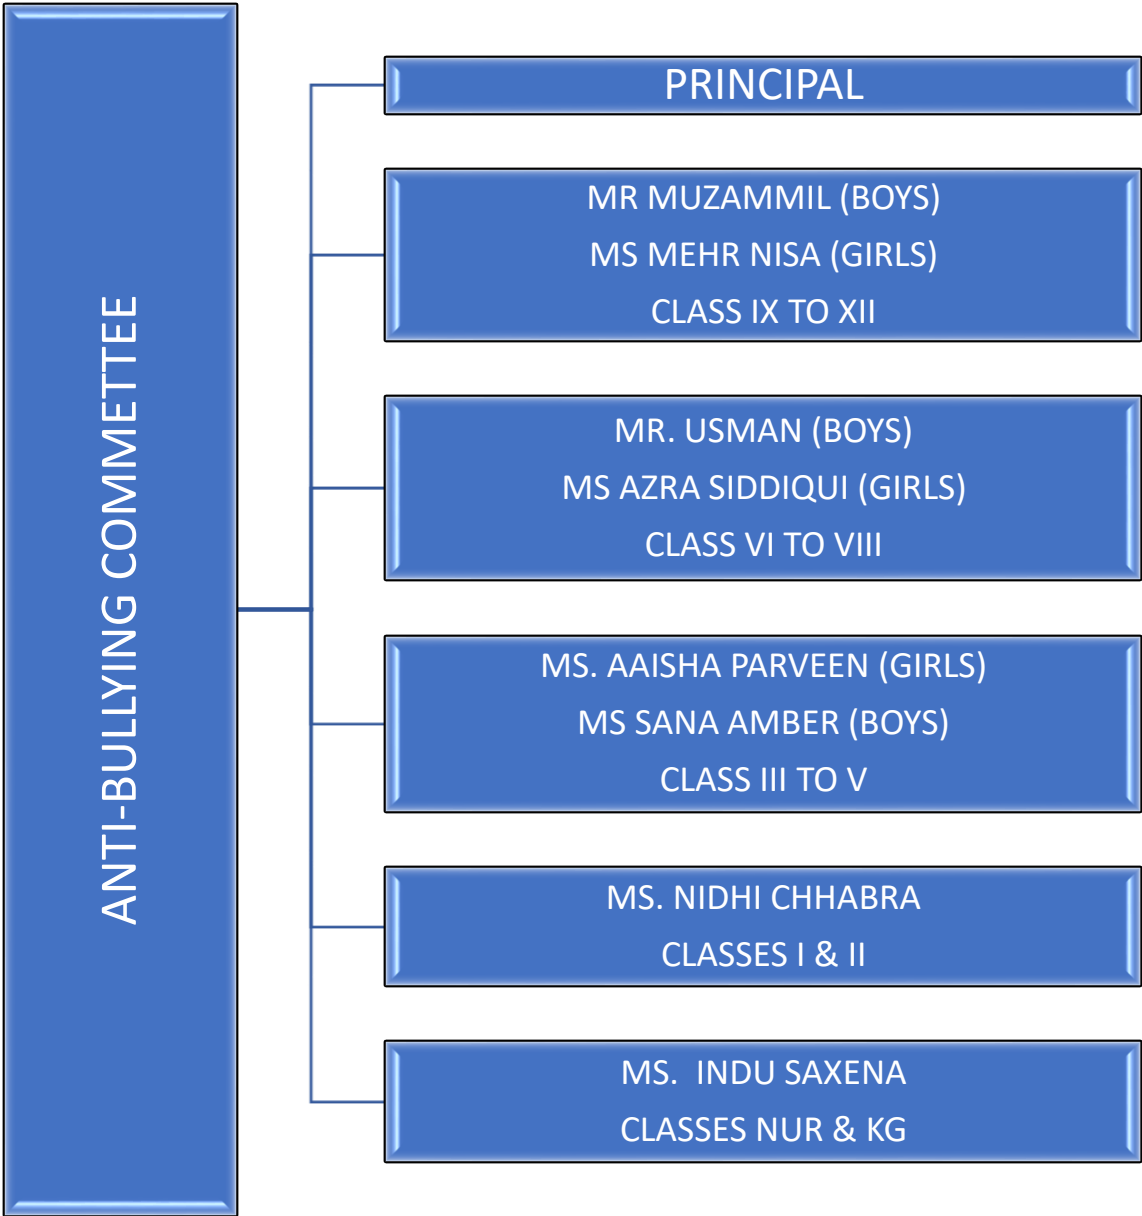 ANTI-BULLYING COMMETTEE
PRINCIPAL
MR MUZAMMIL (BOYS)
MS MEHR NISA (GIRLS)
CLASS IX TO XII
MR. USMAN (BOYS)
MS AZRA SIDDIQUI (GIRLS)
CLASS VI TO VIII
MS. AAISHA PARVEEN (GIRLS)
MS SANA AMBER (BOYS)
CLASS III TO V
MS. NIDHI CHHABRA
CLASSES I & II
MS.  INDU SAXENA
CLASSES NUR & KG